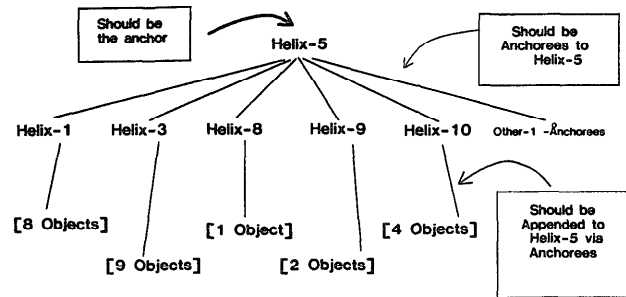 Should be
the anchor
Helix-5
Should be
Anchorees to
Helix-5
Helix-1 Helix-3 Helix-8 Helix-9 Helix-10 Other-1 -Anchorees
[8 Objects]
[1 Object]
[4 Objects]
[9 Objects]
[2 Objects]
Should be
Appended to
Helix-5 via
Anchorees